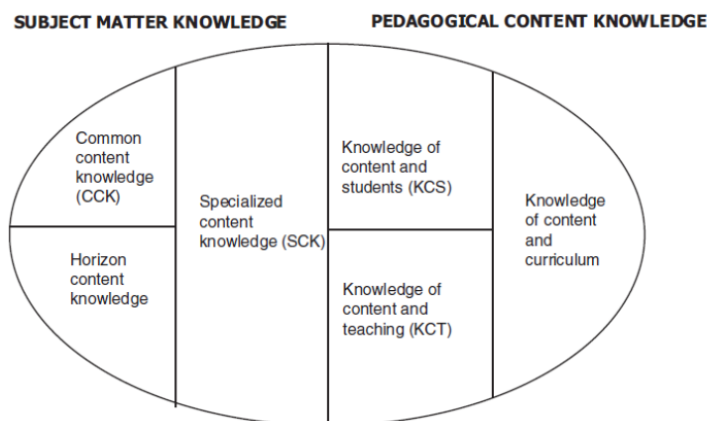 SUBJECT MATTER KNOWLEDGE
PEDAGOGICAL CONTENT KNOWLEDGE
Common
content
knowledge
(CCK)
Horizon
content
knowledge
Specialized
content
knowledge (SCK)
Knowledge of
content and
students (KCS)
Knowledge of
content and
teaching (KCT)
Knowledge
of content
and
curriculum